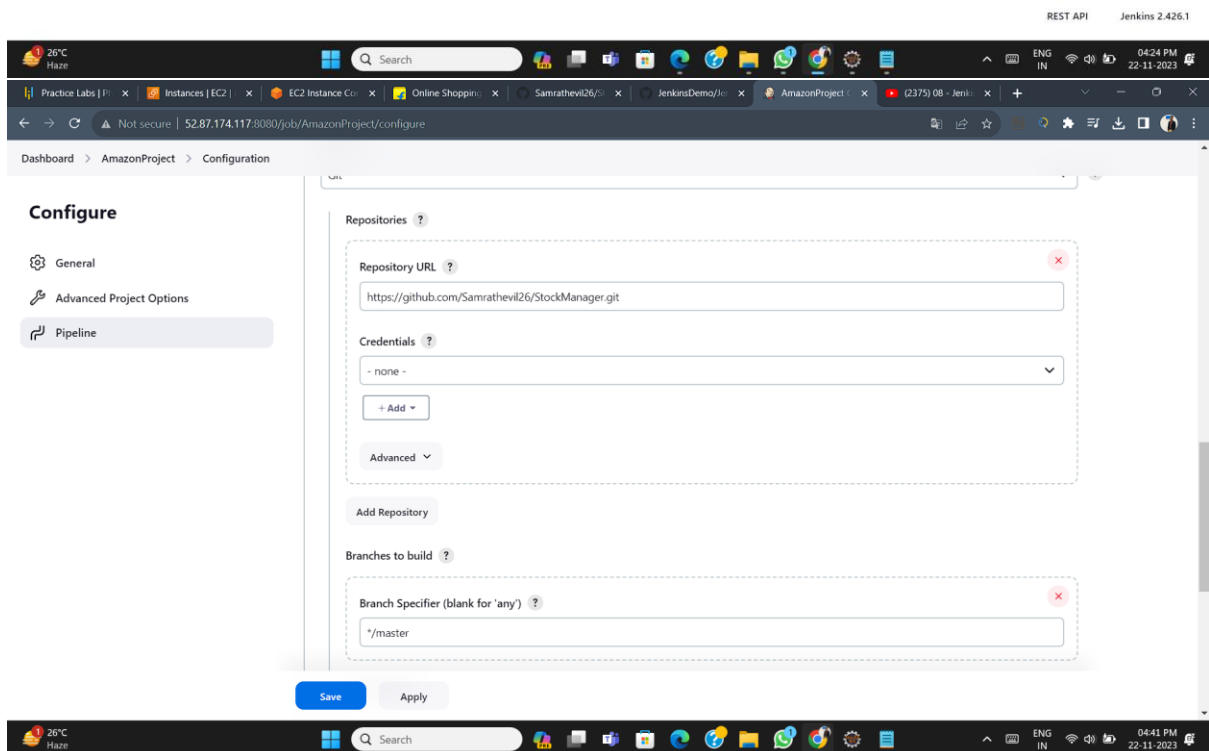 REST API Jenkins 2.426.1
1 26°C
Haze
Search
ENG
IN
04:24 PM
22-11-2023
Practice Labs | P
Instances | EC2 |
EC2 Instance Co
Online Shopping
Samrathevil26/S
JenkinsDemo/Je
AmazonProject C
(2375) 08 - Jenk
Not secure | 52.87.174.117:8080/job/AmazonProject/configure
Dashboard > AmazonProject > Configuration
Git
Configure
General
Advanced Project Options
Pipeline
Repositories ?
Repository URL ?
https://github.com/Samrathevil26/StockManager.git
Credentials ?
- none -
+ Add
Advanced
Add Repository
Branches to build ?
Branch Specifier (blank for 'any') ?
*/master
Save Apply
1 26°C
Haze
Search
ENG
IN
04:41 PM
22-11-2023